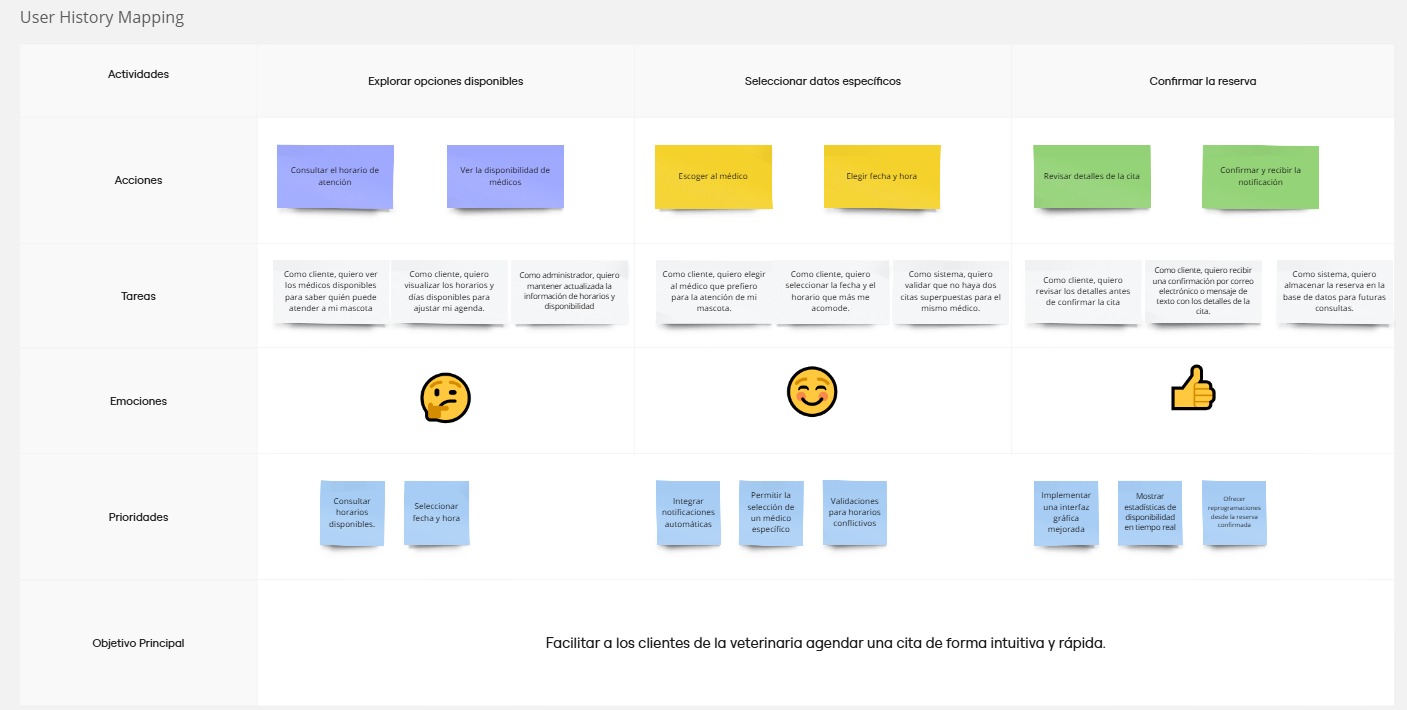 User History Mapping
Actividades
Explorar opciones disponibles
Seleccionar datos específicos
Confirmar la reserva
Acciones
Consultar el horario de
atención
Ver la disponibilidad de
médicos
Escoger al médico
Elegir fecha y hora
Revisar detalles de la cita
Confirmar y recibir la
notificación
Tareas
Como cliente, quiero ver
los médicos disponibles
para saber quién puede
atender a mi mascota
Como cliente, quiero
visualizar los horarios y
días disponibles para
ajustar mi agenda.
Como administrador, quiero
mantener actualizada la
información de horarios y
disponibilidad
Como cliente, quiero elegir
al médico que prefiero
para la atención de mi
mascota.
Como cliente, quiero
seleccionar la fecha y el
horario que más me
acomode.
Como sistema, quiero
validar que no haya dos
citas superpuestas para el
mismo médico.
Como cliente, quiero
revisar los detalles antes
de confirmar la cita
Como cliente, quiero recibir
una confirmación por correo
electrónico o mensaje de
texto con los detalles de la
cita.
Como sistema, quiero
almacenar la reserva en la
base de datos para futuras
consultas.
Emociones
Prioridades
Consultar
horarios
disponibles.
Seleccionar
fecha y hora
Integrar
notificaciones
automáticas
Permitir la
selección de
un médico
específico
Validaciones
para horarios
conflictivos
Implementar
una interfaz
gráfica
mejorada
Mostrar
estadísticas de
disponibilidad
en tiempo real
Ofrecer
reprogramaciones
desde la reserva
confirmada
Objetivo Principal
Facilitar a los clientes de la veterinaria agendar una cita de forma intuitiva y rápida.